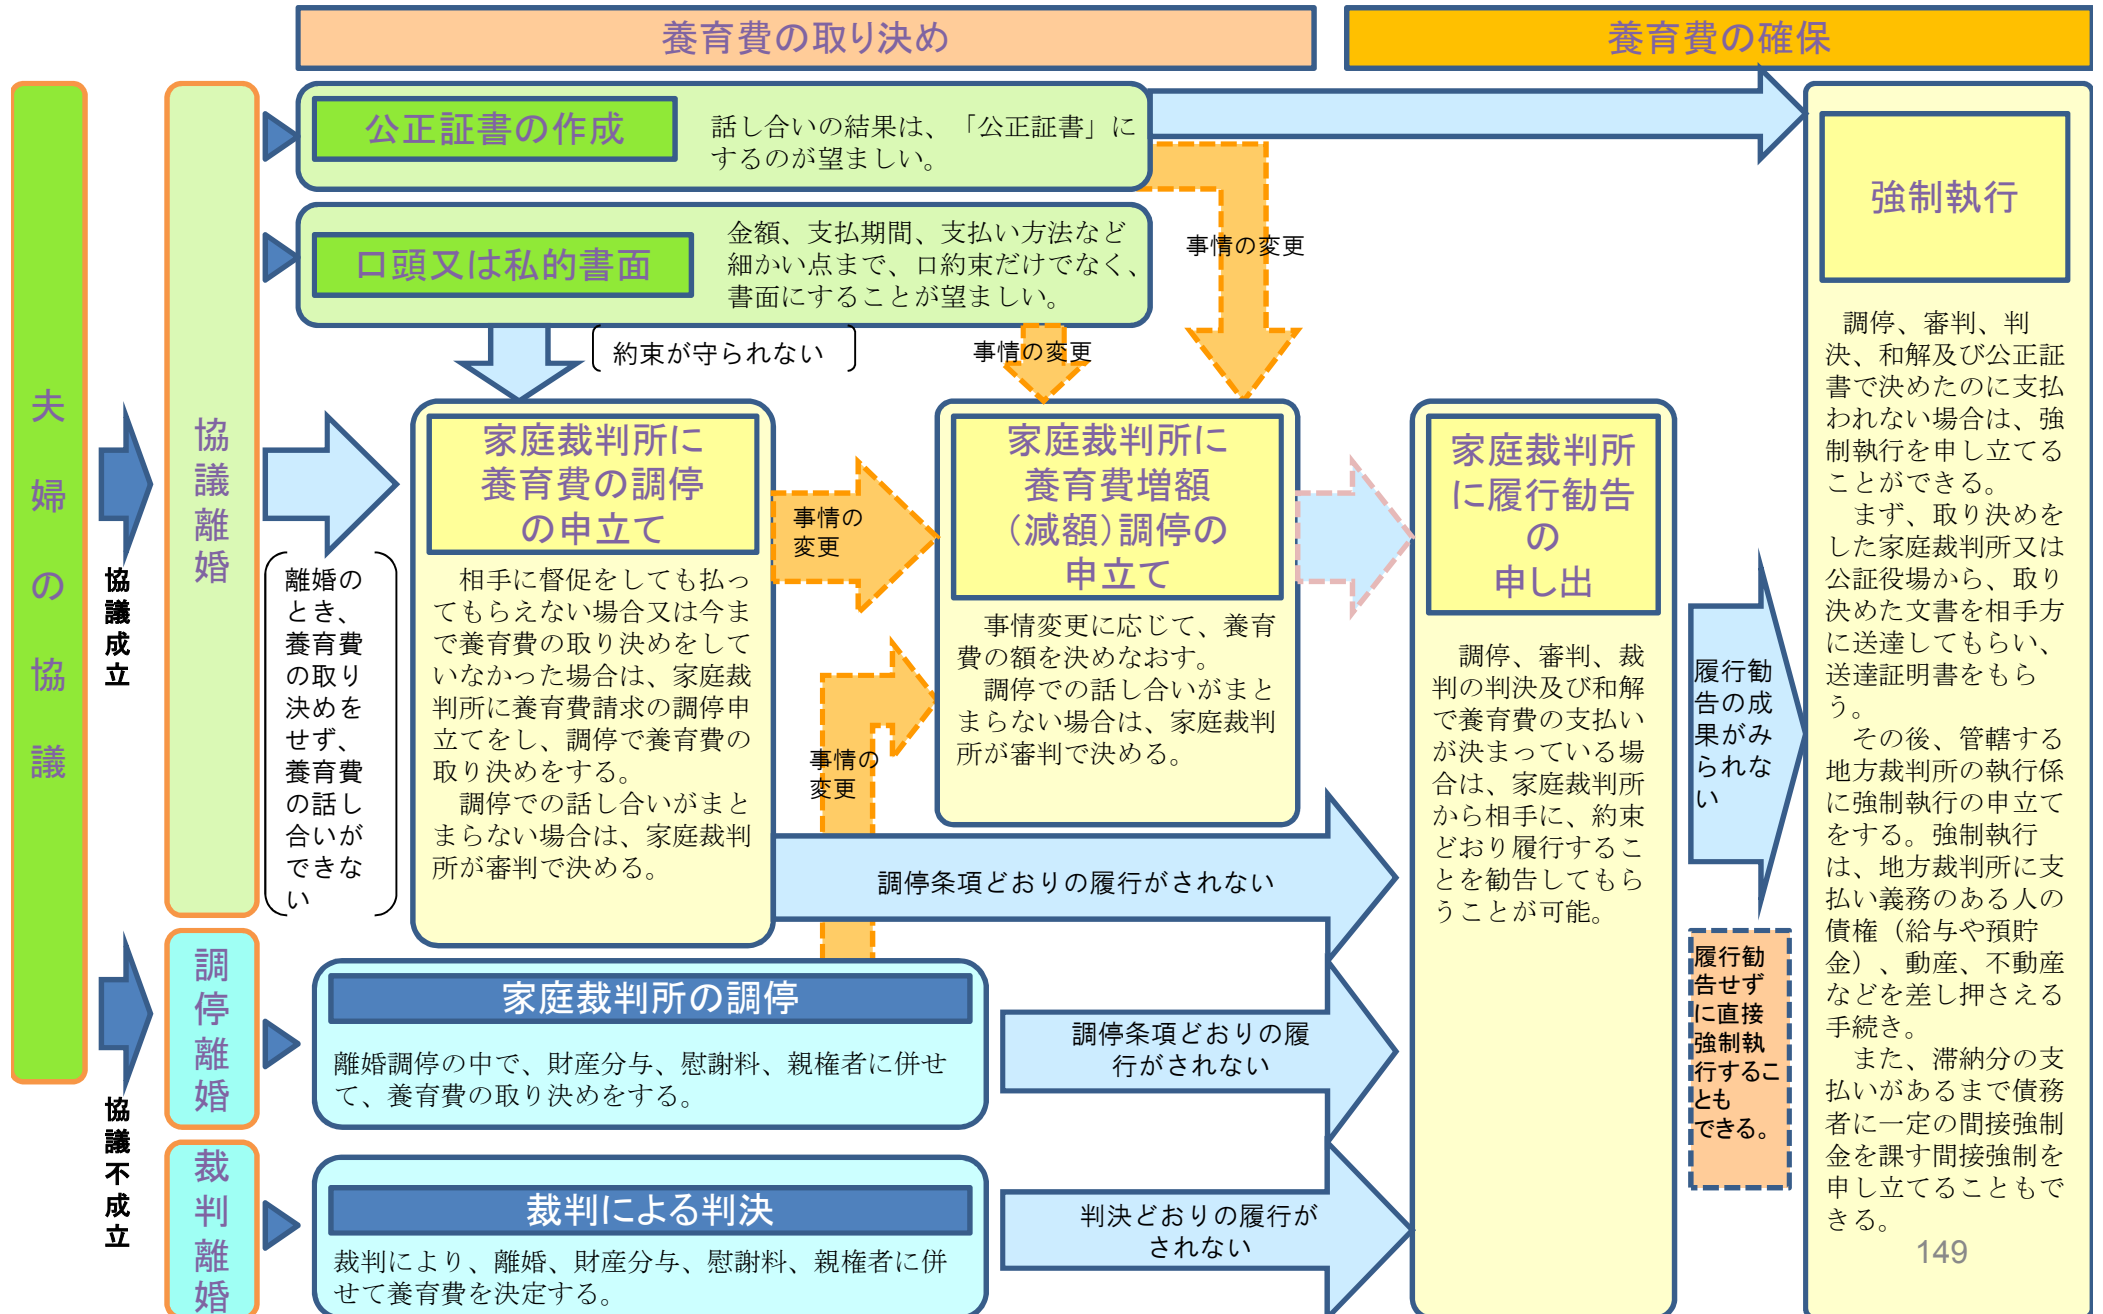 養育費の取り決め
養育費の確保
夫婦の協議
協議成立
協議不成立
協議離婚
公正証書の作成
話し合いの結果は、「公正証書」に
するのが望ましい。
口頭又は私的書面
金額、支払期間、支払い方法など
細かい点まで、口約束だけでなく、
書面にすることが望ましい。
約束が守られない
事情の変更
事情の変更
離婚の
とき、
養育費
の取り
決めを
せず、
養育費
の話し
合いが
できな
い
家庭裁判所に
養育費の調停
の申立て
相手に督促をしても払っ
てもらえない場合又は今ま
で養育費の取り決めをして
いなかった場合は、家庭裁
判所に養育費請求の調停申
立てをし、調停で養育費の
取り決めをする。
調停での話し合いがまと
まらない場合は、家庭裁判
所が審判で決める。
事情の
変更
事情の
変更
家庭裁判所に
養育費増額
(減額)調停の
申立て
事情変更に応じて、養育
費の額を決めなおす。
調停での話し合いがまと
まらない場合は、家庭裁判
所が審判で決める。
調停条項どおりの履行がされない
調停離婚
家庭裁判所の調停
離婚調停の中で、財産分与、慰謝料、親権者に併せ
て、養育費の取り決めをする。
調停条項どおりの履
行がされない
裁判離婚
裁判による判決
裁判により、離婚、財産分与、慰謝料、親権者に併
せて養育費を決定する。
判決どおりの履行が
されない
家庭裁判所
に履行勧告
の
申し出
調停、審判、裁
判の判決及び和解
で養育費の支払い
が決まっている場
合は、家庭裁判所
から相手に、約束
どおり履行するこ
とを勧告してもら
うことが可能。
履行勧
告の成
果がみ
られな
い
履行勧
告せず
に直接
強制執
行するこ
とも
できる。
強制執行
調停、審判、判
決、和解及び公正証
書で決めたのに支払
われない場合は、強
制執行を申し立てる
ことができる。
まず、取り決めを
した家庭裁判所又は
公証役場から、取り
決めた文書を相手方
に送達してもらい、
送達証明書をもら
う。
その後、管轄する
地方裁判所の執行係
に強制執行の申立て
をする。強制執行
は、地方裁判所に支
払い義務のある人の
債権（給与や預貯
金）、動産、不動産
などを差し押さえる
手続き。
また、滞納分の支
払いがあるまで債務
者に一定の間接強制
金を課す間接強制を
申し立てることもで
きる。
149